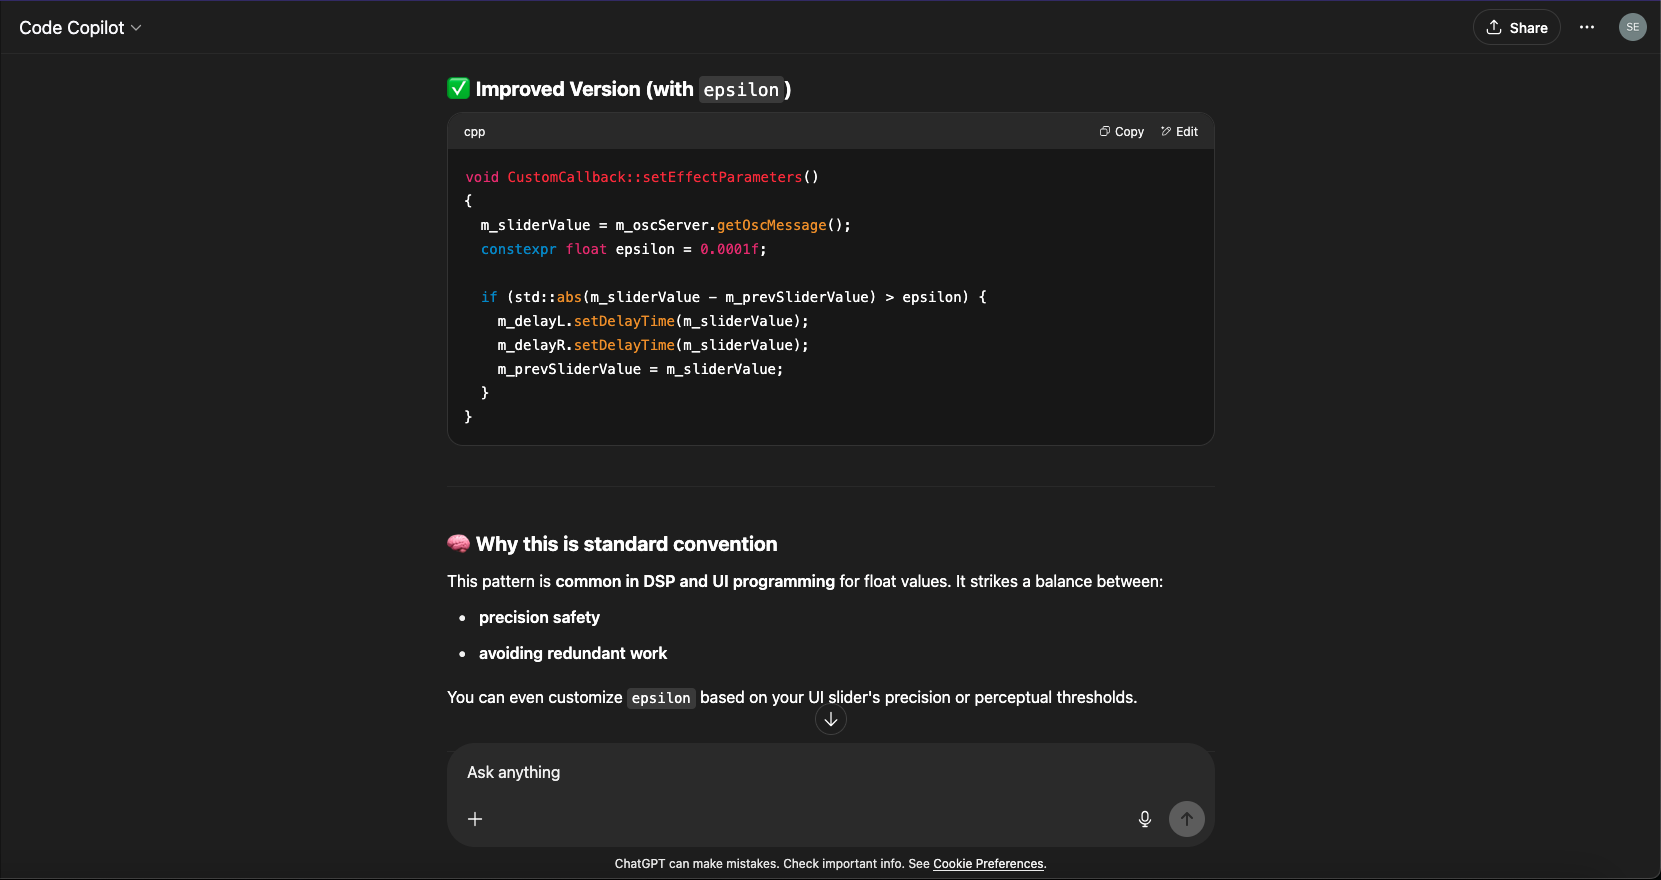 Code Copilot
Share
SE
✅ Improved Version (with epsilon)
cpp
Copy
Edit
void CustomCallback::setEffectParameters()
{
  m_sliderValue = m_oscServer.getOscMessage();
  constexpr float epsilon = 0.0001f;
  if (std::abs(m_sliderValue - m_prevSliderValue) > epsilon) {
    m_delayL.setDelayTime(m_sliderValue);
    m_delayR.setDelayTime(m_sliderValue);
    m_prevSliderValue = m_sliderValue;
  }
}
🧠 Why this is standard convention
This pattern is common in DSP and UI programming for float values. It strikes a balance between:
• precision safety
• avoiding redundant work
You can even customize epsilon based on your UI slider's precision or perceptual thresholds.
Ask anything
ChatGPT can make mistakes. Check important info. See Cookie Preferences.